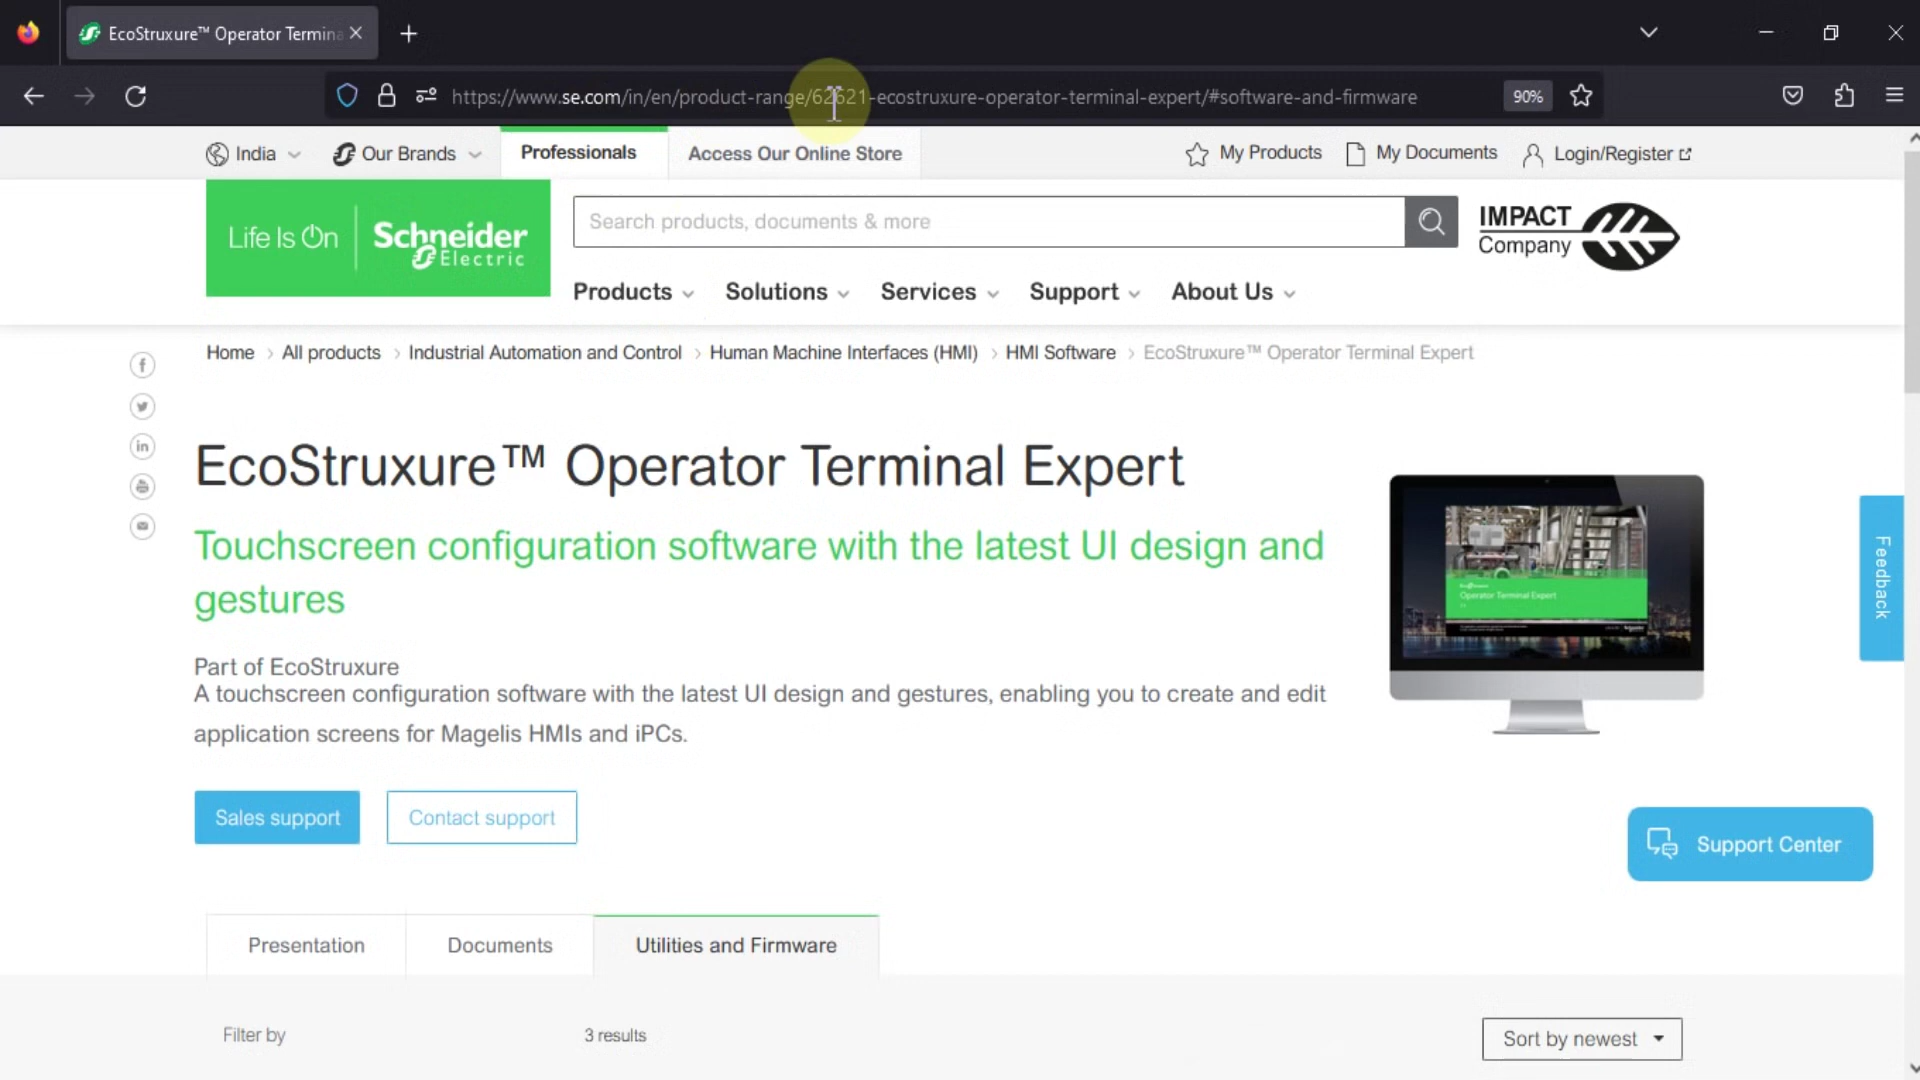 EcoStruxure™ Operator Termina
https://www.se.com/in/en/product-range/62621-ecostruxure-operator-terminal-expert/#software-and-firmware
90%
India
Our Brands
Professionals
Access Our Online Store
My Products
My Documents
Login/Register
Life Is On
Schneider
Electric
Search products, documents & more
IMPACT
Company
Products
Solutions
Services
Support
About Us
Home
All products
Industrial Automation and Control
Human Machine Interfaces (HMI)
HMI Software
EcoStruxure™ Operator Terminal Expert
EcoStruxure™ Operator Terminal Expert
Touchscreen configuration software with the latest UI design and
gestures
Operator Terminal Expert
Feedback
Part of EcoStruxure
A touchscreen configuration software with the latest UI design and gestures, enabling you to create and edit
application screens for Magelis HMIs and iPCs.
Sales support
Contact support
Support Center
Presentation
Documents
Utilities and Firmware
Filter by
3 results
Sort by newest